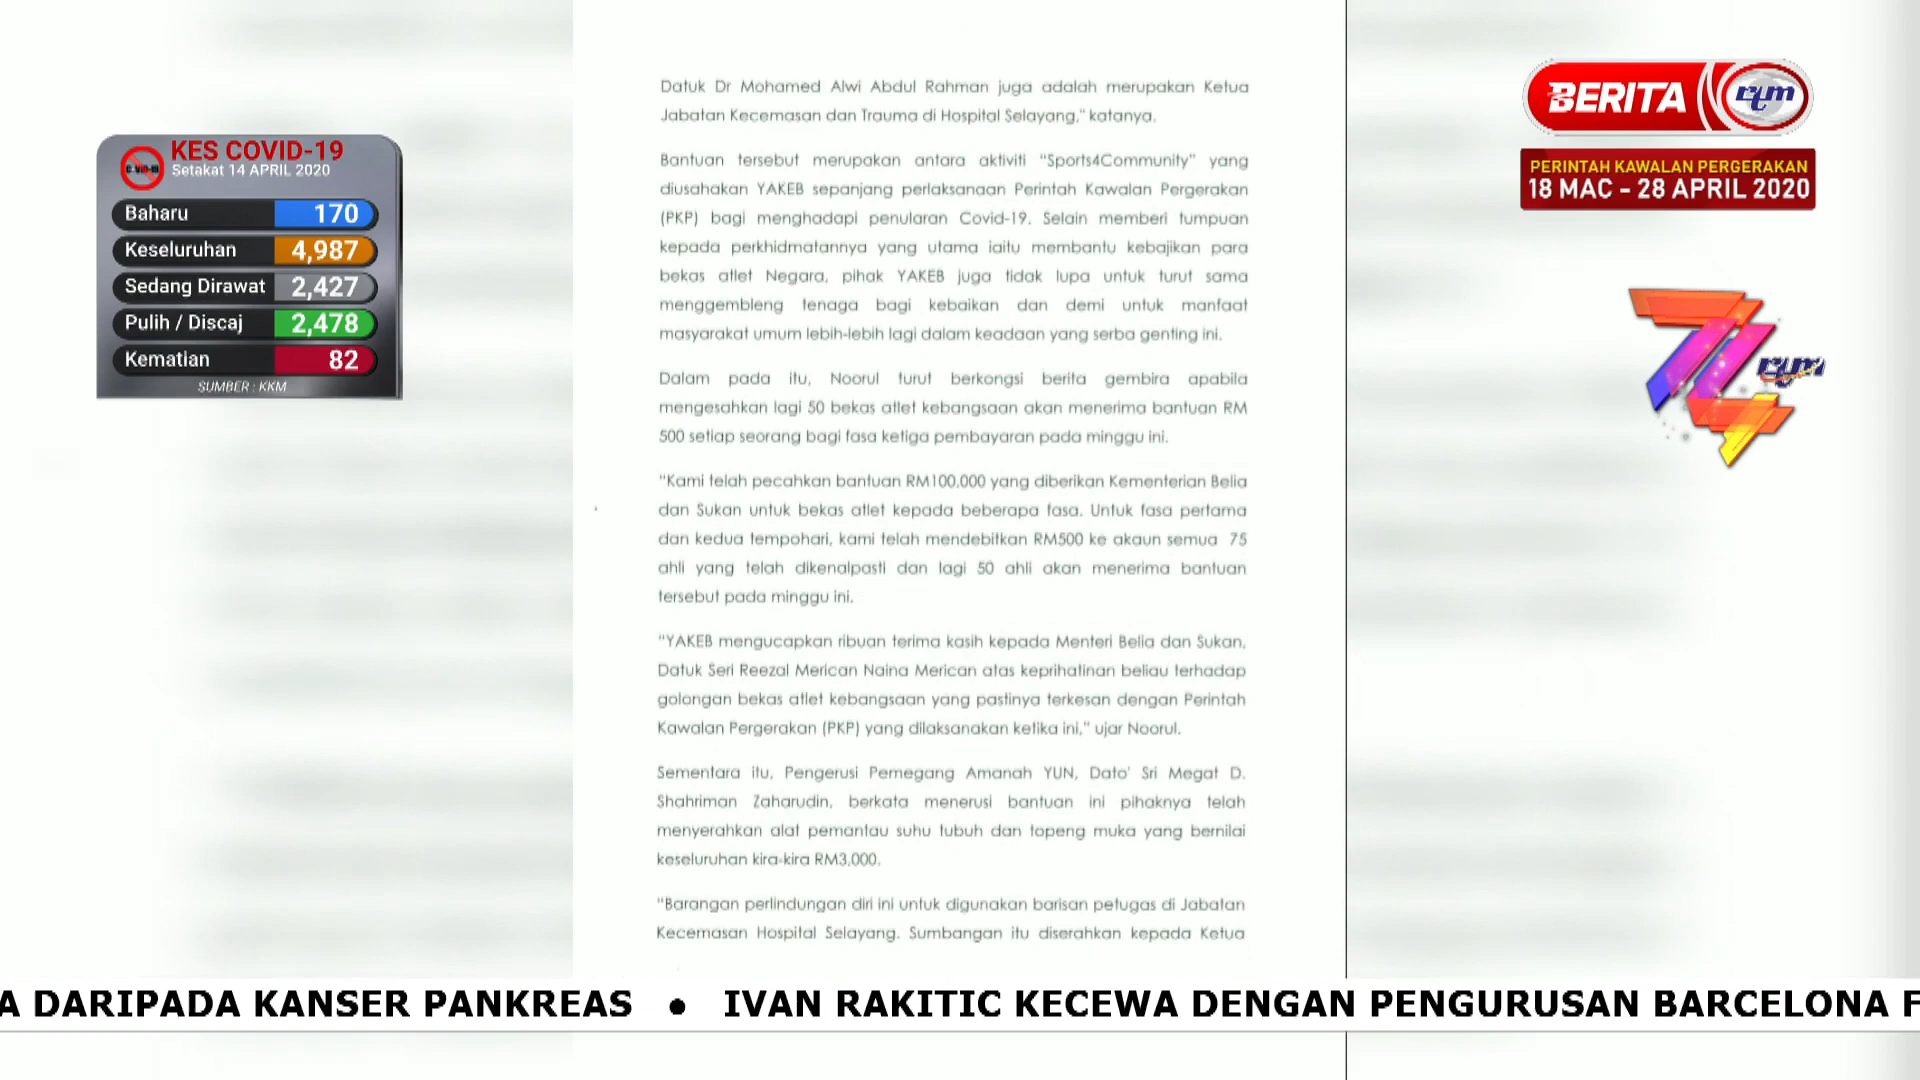 KES COVID-19
Setakat 14 APRIL 2020
Baharu 170
Keseluruhan 4,987
Sedang Dirawat 2,427
Pulih / Discaj 2,478
Kematian 82
SUMBER : KKM
Datuk Dr Mohamed Alwi Abdul Rahman juga adalah merupakan Ketua
Jabatan Kecemasan dan Trauma di Hospital Selayang," katanya.
Bantuan tersebut merupakan antara aktiviti "Sports4Community" yang
diusahakan YAKEB sepanjang perlaksanaan Perintah Kawalan Pergerakan
(PKP) bagi menghadapi penularan Covid-19. Selain memberi tumpuan
kepada perkhidmatannya yang utama iaitu membantu kebajikan para
bekas atlet Negara, pihak YAKEB juga tidak lupa untuk turut sama
menggembleng tenaga bagi kebaikan dan demi untuk manfaat
masyarakat umum lebih-lebih lagi dalam keadaan yang serba genting ini.
Dalam pada itu, Noorul turut berkongsi berita gembira apabila
mengesahkan lagi 50 bekas atlet kebangsaan akan menerima bantuan RM
500 setiap seorang bagi fasa ketiga pembayaran pada minggu ini.
"Kami telah pecahkan bantuan RM100,000 yang diberikan Kementerian Belia
dan Sukan untuk bekas atlet kepada beberapa fasa. Untuk fasa pertama
dan kedua tempohari, kami telah mendebitkan RM500 ke akaun semua 75
ahli yang telah dikenalpasti dan lagi 50 ahli akan menerima bantuan
tersebut pada minggu ini.
"YAKEB mengucapkan ribuan terima kasih kepada Menteri Belia dan Sukan,
Datuk Seri Reezal Merican Naina Merican atas keprihatinan beliau terhadap
golongan bekas atlet kebangsaan yang pastinya terkesan dengan Perintah
Kawalan Pergerakan (PKP) yang dilaksanakan ketika ini," ujar Noorul.
Sementara itu, Pengerusi Pemegang Amanah YUN, Dato' Sri Megat D.
Shahriman Zaharudin, berkata menerusi bantuan ini pihaknya telah
menyerahkan alat pemantau suhu tubuh dan topeng muka yang bernilai
keseluruhan kira-kira RM3,000.
"Barangan perlindungan diri ini untuk digunakan barisan petugas di Jabatan
Kecemasan Hospital Selayang. Sumbangan itu diserahkan kepada Ketua
BERITA rtm
PERINTAH KAWALAN PERGERAKAN
18 MAC - 28 APRIL 2020
74 rtm
A DARIPADA KANSER PANKREAS • IVAN RAKITIC KECEWA DENGAN PENGURUSAN BARCELONA F